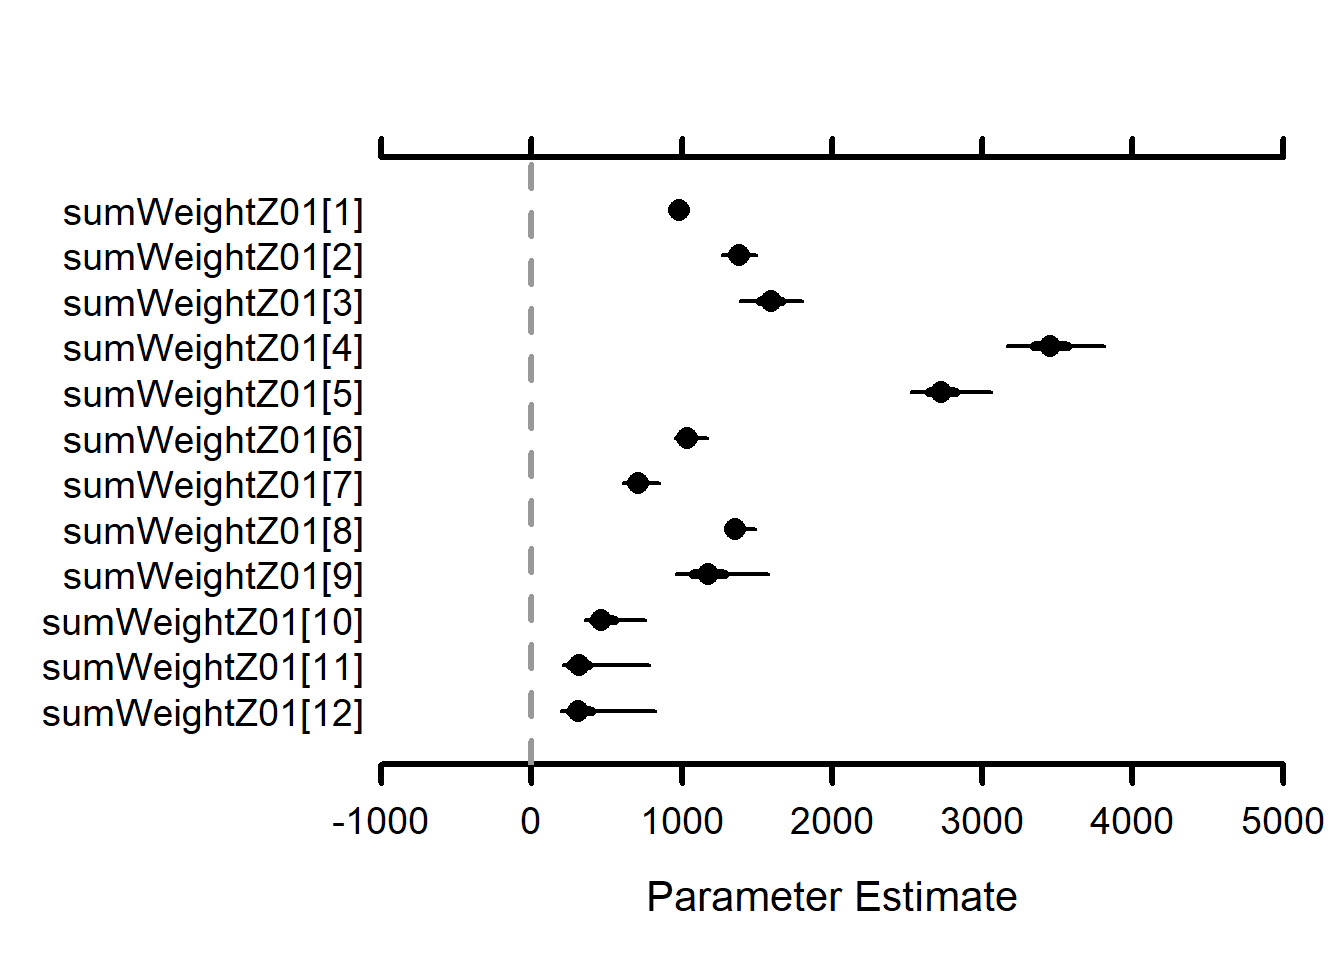 sumWeightZ01[1]
sumWeightZ01[2]
sumWeightZ01[3]
sumWeightZ01[4]
sumWeightZ01[5]
sumWeightZ01[6]
sumWeightZ01[7]
sumWeightZ01[8]
sumWeightZ01[9]
sumWeightZ01[10]
sumWeightZ01[11]
sumWeightZ01[12]
-1000 0 1000 2000 3000 4000 5000
Parameter Estimate